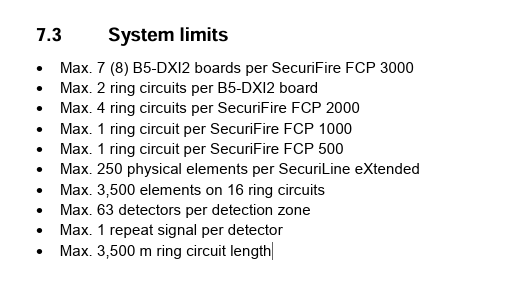 7.3 System limits
• Max. 7 (8) B5-DXI2 boards per SecuriFire FCP 3000
• Max. 2 ring circuits per B5-DXI2 board
• Max. 4 ring circuits per SecuriFire FCP 2000
• Max. 1 ring circuit per SecuriFire FCP 1000
• Max. 1 ring circuit per SecuriFire FCP 500
• Max. 250 physical elements per SecuriLine eXtended
• Max. 3,500 elements on 16 ring circuits
• Max. 63 detectors per detection zone
• Max. 1 repeat signal per detector
• Max. 3,500 m ring circuit length